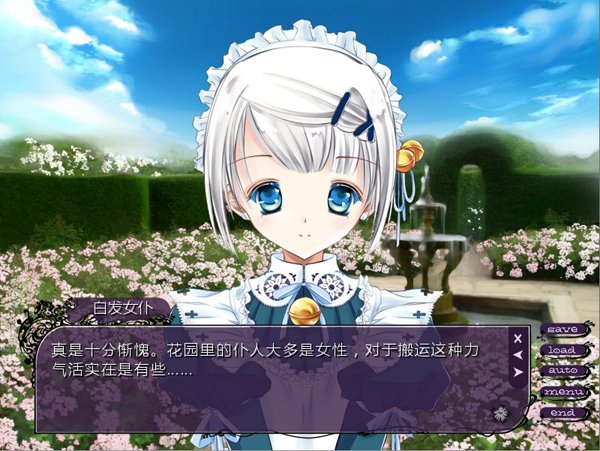 白发女仆
真是十分惭愧。花园里的仆人大多是女性，对于搬运这种力
气活实在是有些……
save
load
auto
menu
end